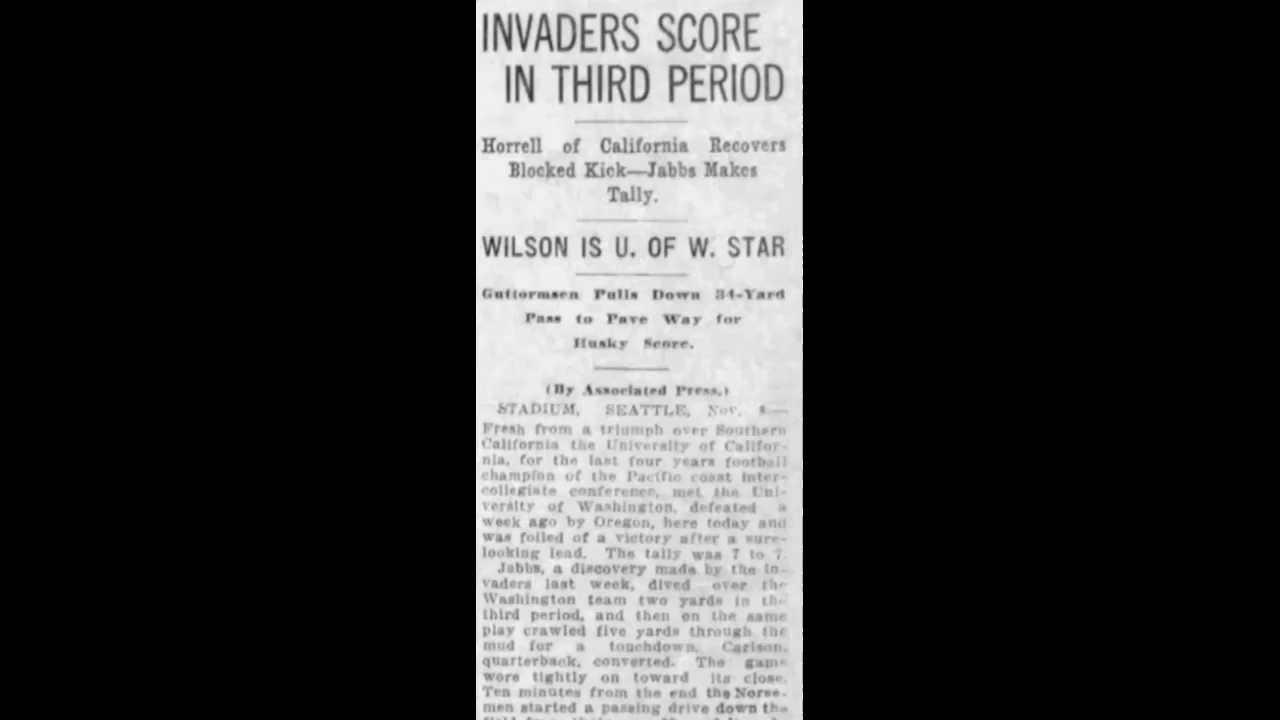 INVADERS SCORE
IN THIRD PERIOD
Horrell of California Recovers
Blocked Kick—Jabbs Makes
Tally.
WILSON IS U. OF W. STAR
Guttormsen Pulls Down 34-Yard
Pass to Pave Way for
Husky Score.
(By Associated Press.)
STADIUM, SEATTLE, Nov. 8—
Fresh from a triumph over Southern
California the University of Califor-
nia, for the last four years football
champion of the Pacific coast inter-
collegiate conference, met the Uni-
versity of Washington, defeated a
week ago by Oregon, here today and
was foiled of a victory after a sure-
looking lead. The tally was 7 to 7.
Jabbs, a discovery made by the in-
vaders last week, dived over the
Washington team two yards in the
third period, and then on the same
play crawled five yards through the
mud for a touchdown. Carlson,
quarterback, converted. The game
wore tightly on toward its close.
Ten minutes from the end the Norse-
men started a passing drive down the